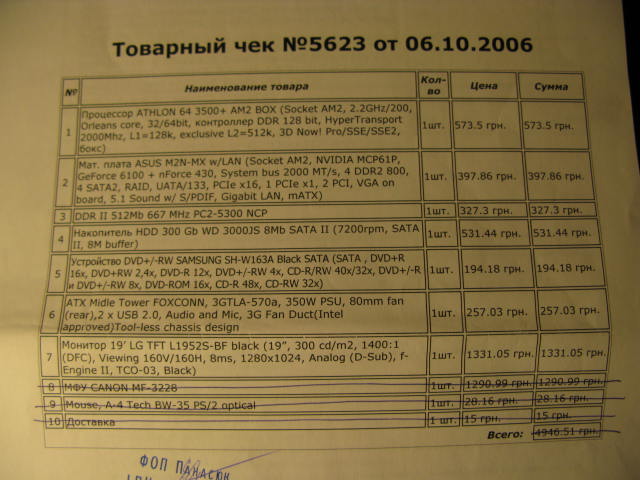 Товарный чек №5623 от 06.10.2006
№ Наименование товара Кол-во Цена Сумма
1 Процессор ATHLON 64 3500+ AM2 BOX (Socket AM2, 2.2GHz/200,
Orleans core, 32/64bit, контроллер DDR 128 bit, HyperTransport
2000Mhz, L1=128k, exclusive L2=512k, 3D Now! Pro/SSE/SSE2,
бокс) 1шт. 573.5 грн. 573.5 грн.
2 Мат. плата ASUS M2N-MX w/LAN (Socket AM2, NVIDIA MCP61P,
GeForce 6100 + nForce 430, System bus 2000 MT/s, 4 DDR2 800,
4 SATA2, RAID, UATA/133, PCIe x16, 1 PCIe x1, 2 PCI, VGA on
board, 5.1 Sound w/ S/PDIF, Gigabit LAN, mATX) 1шт. 397.86 грн. 397.86 грн.
3 DDR II 512Mb 667 MHz PC2-5300 NCP 1шт. 327.3 грн. 327.3 грн.
4 Накопитель HDD 300 Gb WD 3000JS 8Mb SATA II (7200rpm, SATA
II, 8M buffer) 1шт. 531.44 грн. 531.44 грн.
5 Устройство DVD+/-RW SAMSUNG SH-W163A Black SATA (SATA , DVD+R
16x, DVD+RW 2,4x, DVD-R 12x, DVD+/-RW 4x, CD-R/RW 40x/32x, DVD+/-R
и DVD+/-RW 8x, DVD-ROM 16x, CD-R 48x, CD-RW 32x) 1шт. 194.18 грн. 194.18 грн.
6 ATX Midle Tower FOXCONN, 3GTLA-570a, 350W PSU, 80mm fan
(rear),2 x USB 2.0, Audio and Mic, 3G Fan Duct(Intel
approved)Tool-less chassis design 1шт. 257.03 грн. 257.03 грн.
7 Монитор 19' LG TFT L1952S-BF black (19", 300 cd/m2, 1400:1
(DFC), Viewing 160V/160H, 8ms, 1280x1024, Analog (D-Sub), f-
Engine II, TCO-03, Black) 1шт. 1331.05 грн. 1331.05 грн.
8 МФУ CANON MF-3228 1шт. 1290.99 грн. 1290.99 грн.
9 Mouse, A-4 Tech BW-35 PS/2 optical 1шт. 28.16 грн. 28.16 грн.
10 Доставка 1 шт. 15 грн. 15 грн.
Всего: 4946.51 грн.
ФОП ПАНАСЮК